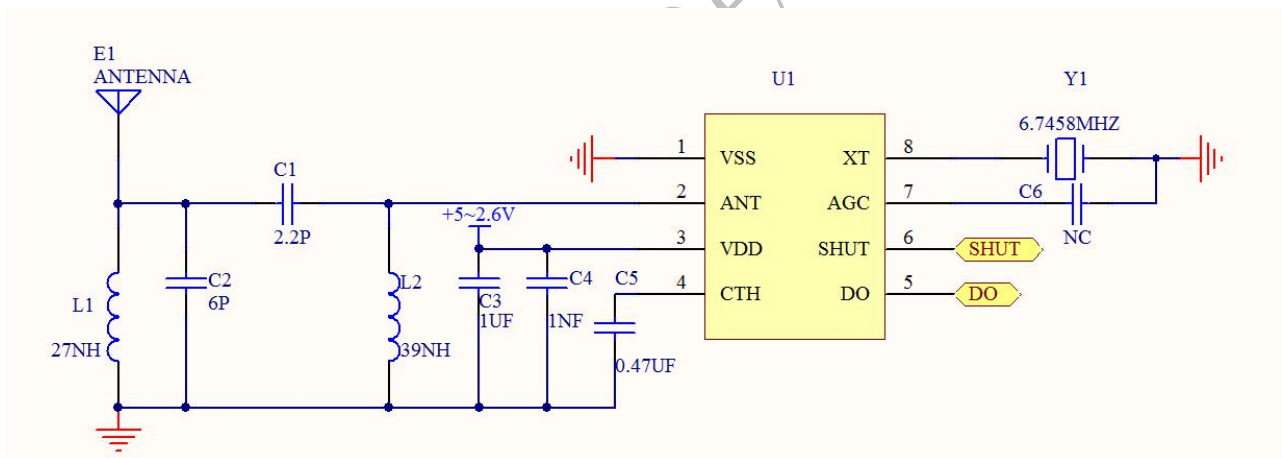 E1
ANTENNA
C1
2.2P
C2
6P
L1
27NH
L2
39NH
+5~2.6V
C3
1UF
C4
1NF
C5
0.47UF
U1
1
VSS
2
ANT
3
VDD
4
CTH
XT
8
AGC
7
SHUT
6
DO
5
Y1
6.7458MHZ
C6
NC
SHUT
DO